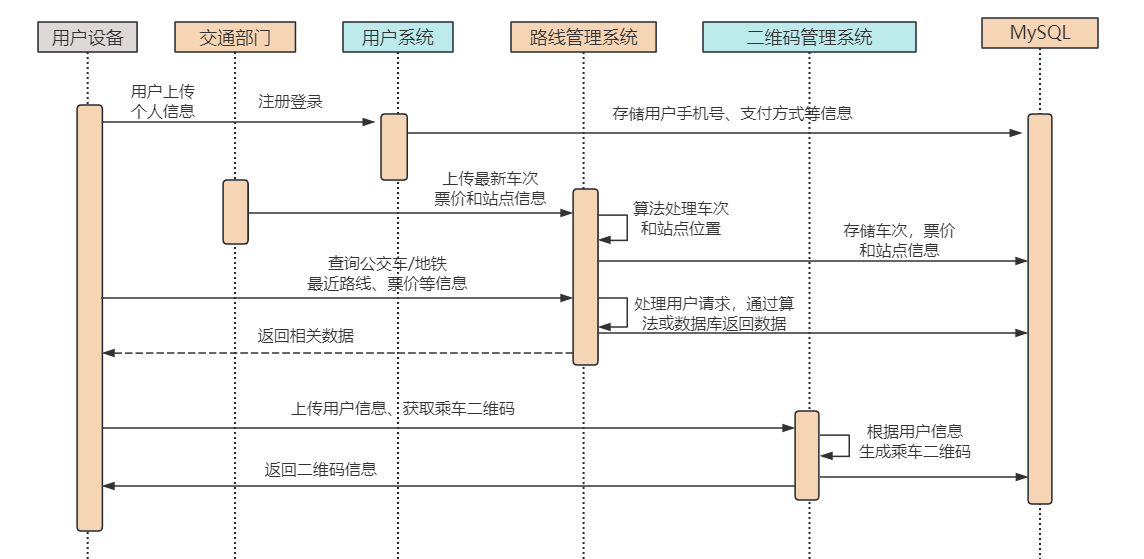 用户设备
交通部门
用户系统
路线管理系统
二维码管理系统
MySQL
用户上传
个人信息
注册登录
存储用户手机号、支付方式等信息
上传最新车次
票价和站点信息
算法处理车次
和站点位置
存储车次，票价
和站点信息
查询公交车/地铁
最近路线、票价等信息
处理用户请求，通过算
法或数据库返回数据
返回相关数据
上传用户信息、获取乘车二维码
根据用户信息
生成乘车二维码
返回二维码信息